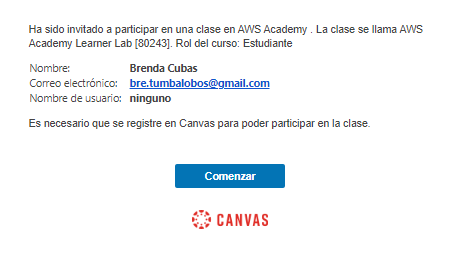 Ha sido invitado a participar en una clase en AWS Academy . La clase se llama AWS
Academy Learner Lab [80243]. Rol del curso: Estudiante
Nombre: Brenda Cubas
Correo electrónico: bre.tumbalobos@gmail.com
Nombre de usuario: ninguno
Es necesario que se registre en Canvas para poder participar en la clase.
Comenzar
CANVAS